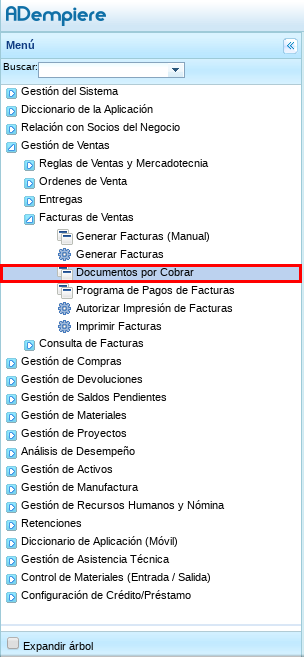 ADempiere
Menú
Buscar:
Gestión del Sistema
Diccionario de la Aplicación
Relación con Socios del Negocio
Gestión de Ventas
Reglas de Ventas y Mercadotecnia
Ordenes de Venta
Entregas
Facturas de Ventas
Generar Facturas (Manual)
Generar Facturas
Documentos por Cobrar
Programa de Pagos de Facturas
Autorizar Impresión de Facturas
Imprimir Facturas
Consulta de Facturas
Gestión de Compras
Gestión de Devoluciones
Gestión de Saldos Pendientes
Gestión de Materiales
Gestión de Proyectos
Análisis de Desempeño
Gestión de Activos
Gestión de Manufactura
Gestión de Recursos Humanos y Nómina
Retenciones
Diccionario de Aplicación (Móvil)
Gestión de Asistencia Técnica
Control de Materiales (Entrada / Salida)
Configuración de Crédito/Préstamo
Expandir árbol